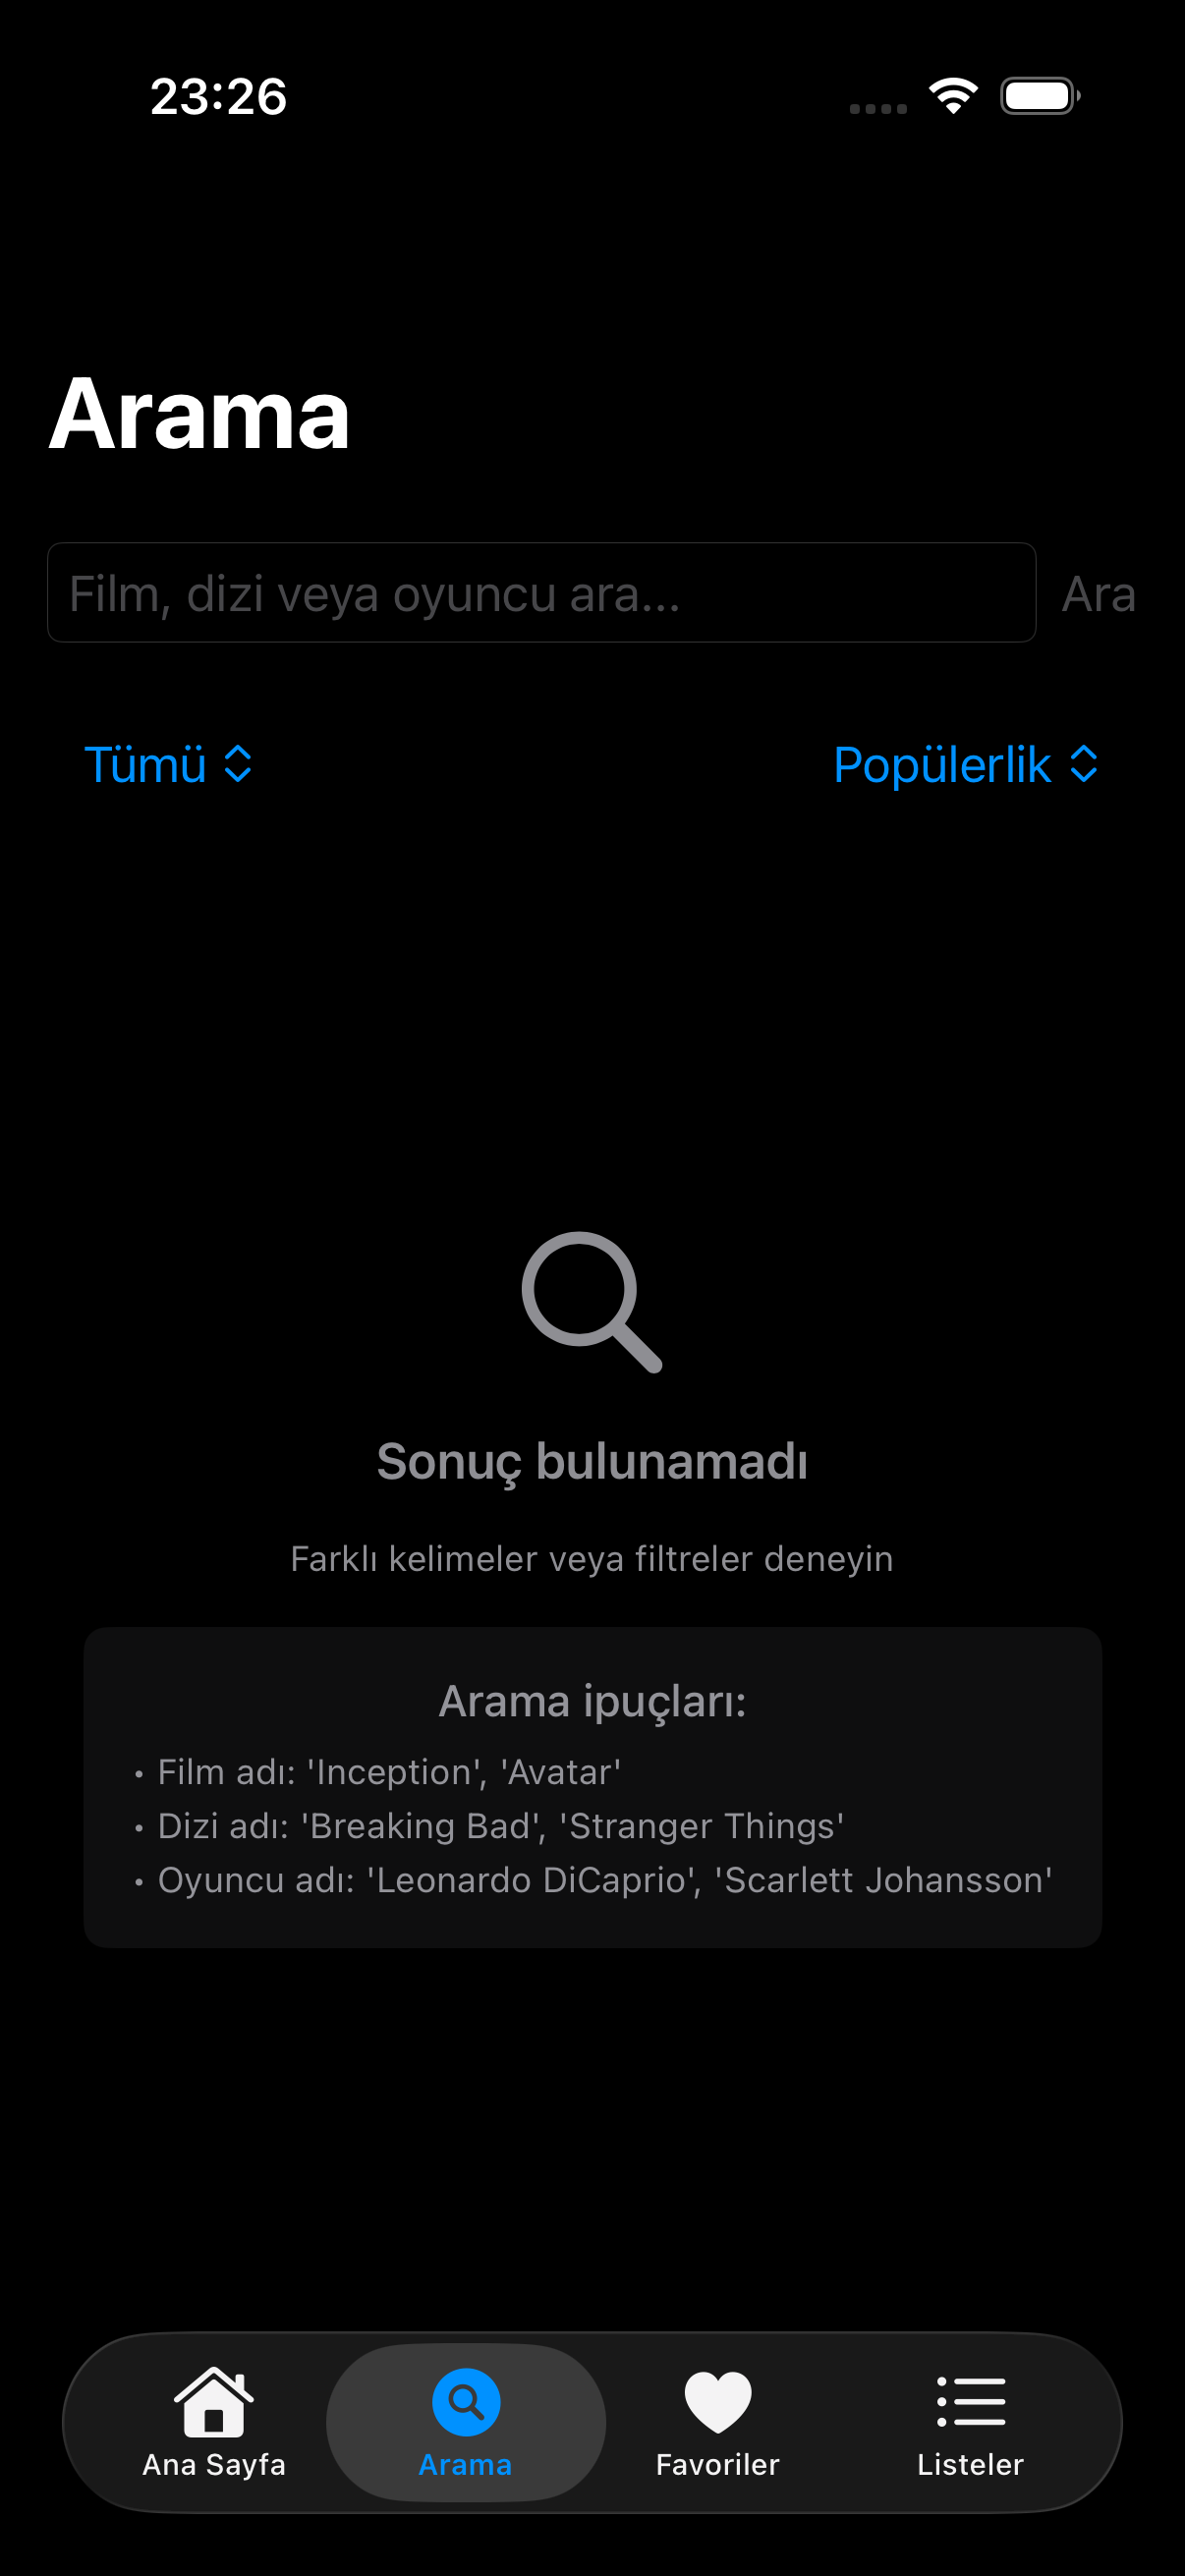 23:26
Arama
Film, dizi veya oyuncu ara...
Ara
Tümü
Popülerlik
Sonuç bulunamadı
Farklı kelimeler veya filtreler deneyin
Arama ipuçları:
• Film adı: 'Inception', 'Avatar'
• Dizi adı: 'Breaking Bad', 'Stranger Things'
• Oyuncu adı: 'Leonardo DiCaprio', 'Scarlett Johansson'
Ana Sayfa
Arama
Favoriler
Listeler